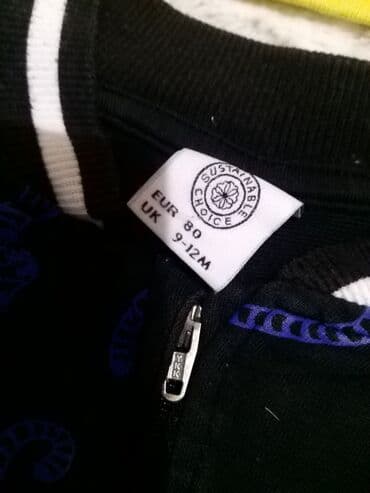 SUSTAINABLE
CHOICE
EUR 80
UK 9-12M